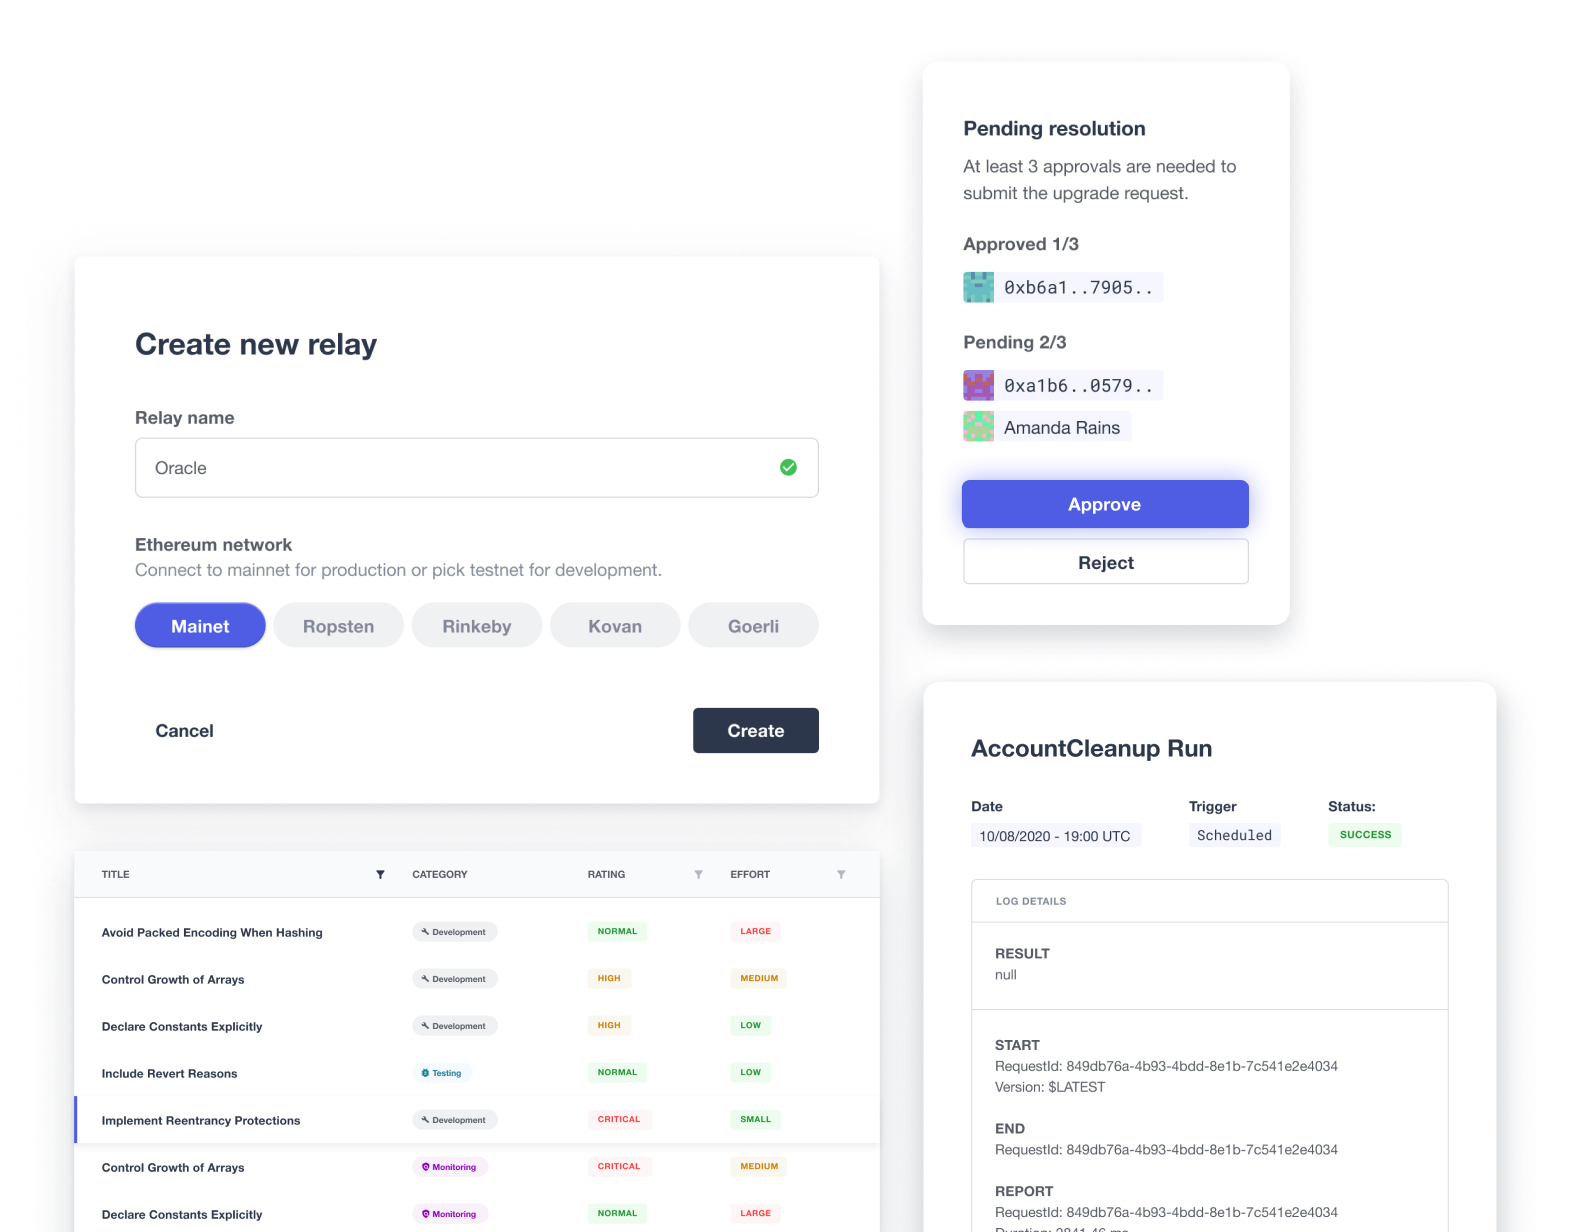 Pending resolution
At least 3 approvals are needed to
submit the upgrade request.
Approved 1/3
0xb6a1..7905..
Pending 2/3
0xa1b6..0579..
Amanda Rains
Approve
Reject
Create new relay
Relay name
Oracle
Ethereum network
Connect to mainnet for production or pick testnet for development.
Mainet Ropsten Rinkeby Kovan Goerli
Cancel Create
TITLE CATEGORY RATING EFFORT
Avoid Packed Encoding When Hashing Development NORMAL LARGE
Control Growth of Arrays Development HIGH MEDIUM
Declare Constants Explicitly Development HIGH LOW
Include Revert Reasons Testing NORMAL LOW
Implement Reentrancy Protections Development CRITICAL SMALL
Control Growth of Arrays Monitoring CRITICAL MEDIUM
Declare Constants Explicitly Monitoring NORMAL LARGE
AccountCleanup Run
Date Trigger Status:
10/08/2020 - 19:00 UTC Scheduled SUCCESS
LOG DETAILS
RESULT
null
START
RequestId: 849db76a-4b93-4bdd-8e1b-7c541e2e4034
Version: $LATEST
END
RequestId: 849db76a-4b93-4bdd-8e1b-7c541e2e4034
REPORT
RequestId: 849db76a-4b93-4bdd-8e1b-7c541e2e4034